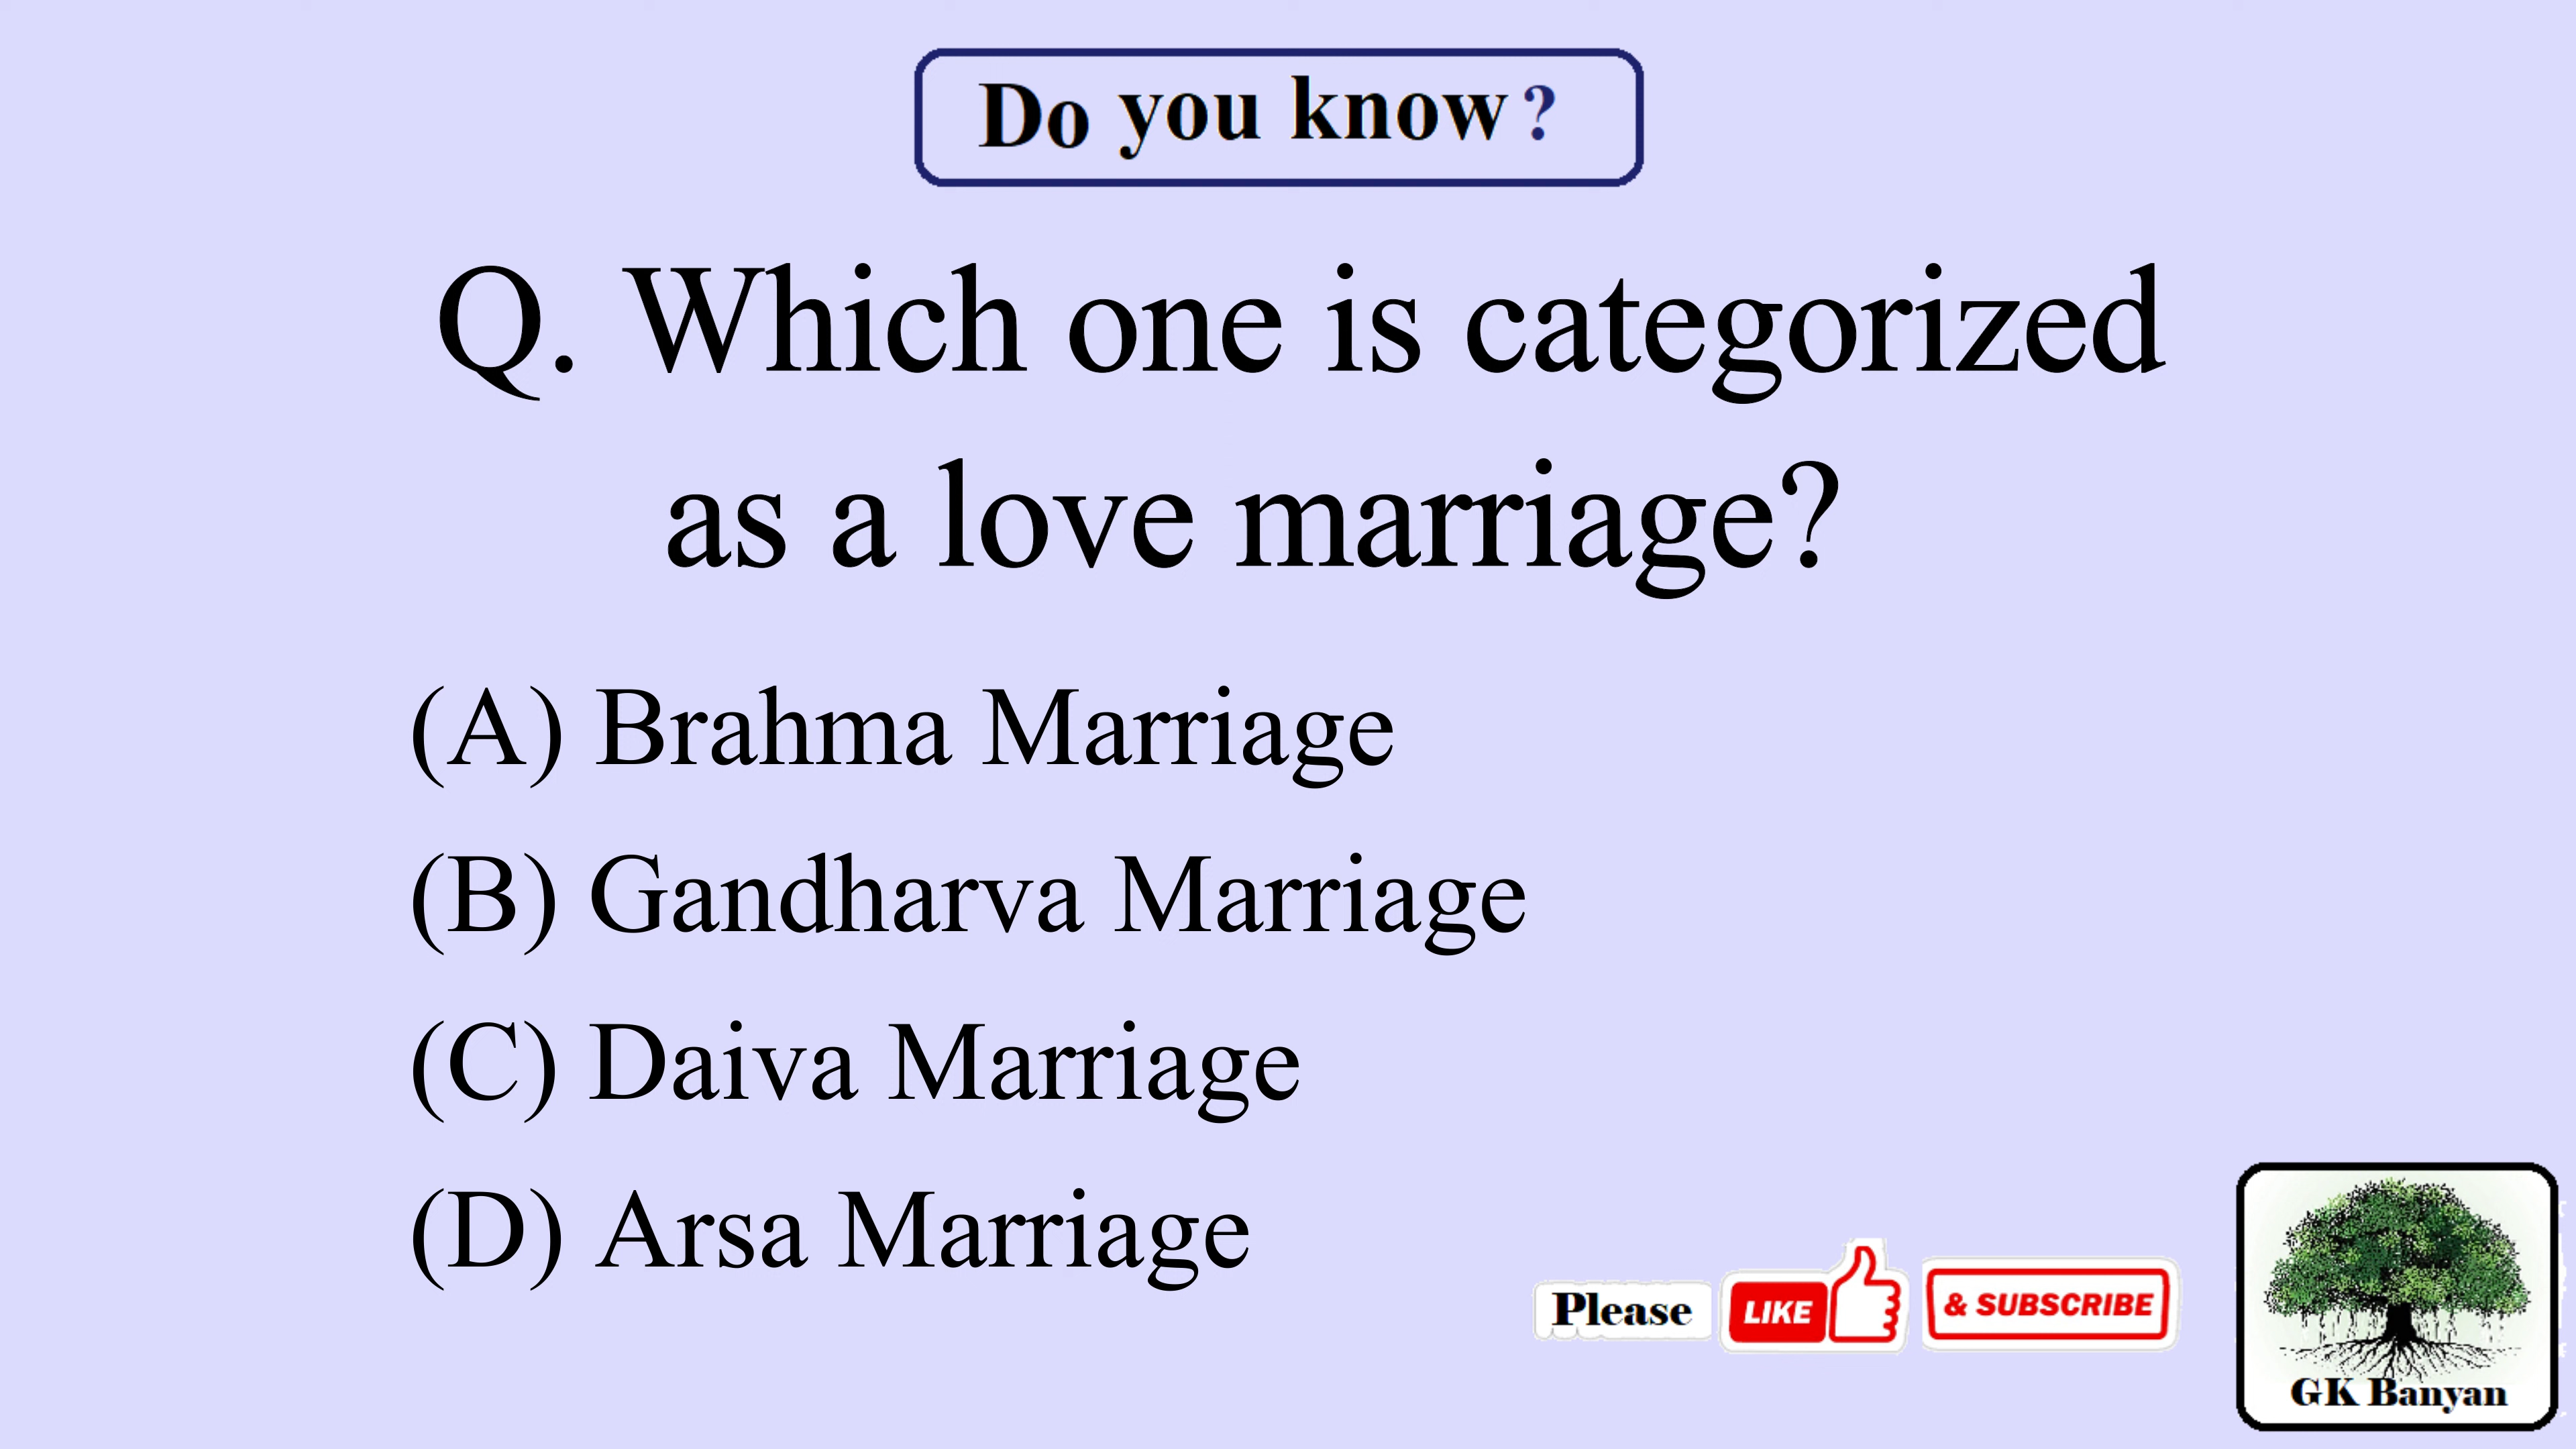 Do you know?
Q. Which one is categorized
as a love marriage?
(A) Brahma Marriage
(B) Gandharva Marriage
(C) Daiva Marriage
(D) Arsa Marriage
Please LIKE & SUBSCRIBE
GK Banyan